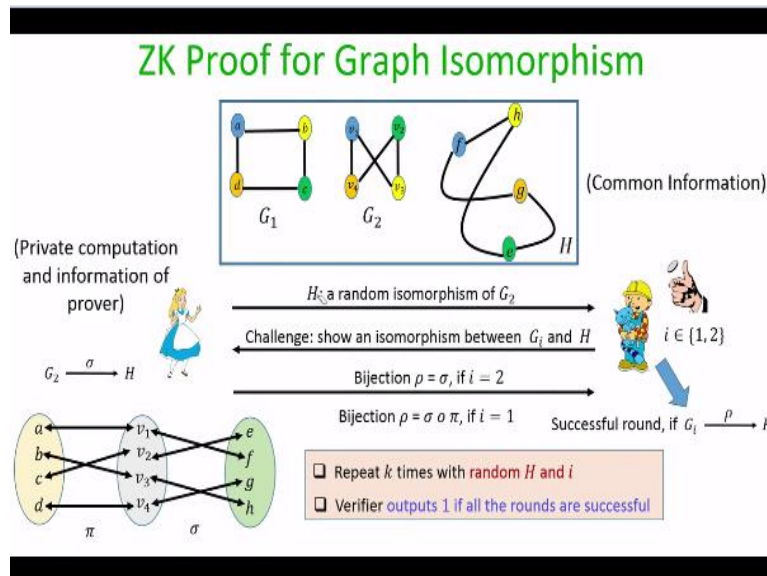 ZK Proof for Graph Isomorphism
a b
d c
G₁
v₁ v₂
v₄ v₃
G₂
h
f
g
e
H
(Common Information)
(Private computation
and information of
prover)
H: a random isomorphism of G₂
Challenge: show an isomorphism between Gᵢ and H
i ∈ {1,2}
G₂ σ H
Bijection ρ = σ, if i = 2
Bijection ρ = σ o π, if i = 1
Successful round, if Gᵢ ρ
a v₁ e
b v₂ f
c v₃ g
d v₄ h
π σ
❑ Repeat k times with random H and i
❑ Verifier outputs 1 if all the rounds are successful